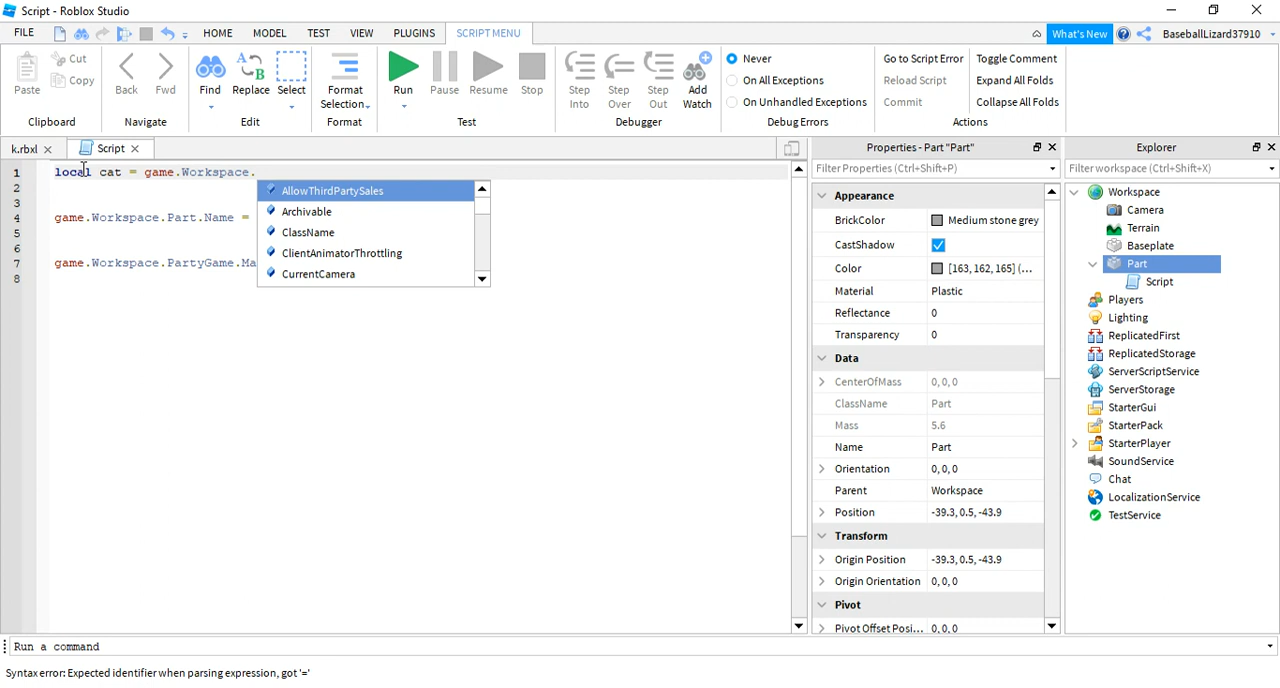 Script - Roblox Studio
FILE HOME MODEL TEST VIEW PLUGINS SCRIPT MENU What's New BaseballLizard37910
Paste Cut Copy Back Fwd Find Replace Select Format Selection Run Pause Resume Stop Step Into Step Over Step Out Add Watch
Never
On All Exceptions
On Unhandled Exceptions
Go to Script Error
Reload Script
Commit
Toggle Comment
Expand All Folds
Collapse All Folds
Clipboard Navigate Edit Format Test Debugger Debug Errors Actions
k.rbxl Script
1 local cat = game.Workspace.
2
3
4 game.Workspace.Part.Name =
5
6
7 game.Workspace.PartyGame.Ma
8
AllowThirdPartySales
Archivable
ClassName
ClientAnimatorThrottling
CurrentCamera
Properties - Part "Part"
Filter Properties (Ctrl+Shift+P)
Appearance
BrickColor Medium stone grey
CastShadow
Color [163, 162, 165] (...
Material Plastic
Reflectance 0
Transparency 0
Data
CenterOfMass 0, 0, 0
ClassName Part
Mass 5.6
Name Part
Orientation 0, 0, 0
Parent Workspace
Position -39.3, 0.5, -43.9
Transform
Origin Position -39.3, 0.5, -43.9
Origin Orientation 0, 0, 0
Pivot
Pivot Offset Posi... 0, 0, 0
Explorer
Filter workspace (Ctrl+Shift+X)
Workspace
Camera
Terrain
Baseplate
Part
Script
Players
Lighting
ReplicatedFirst
ReplicatedStorage
ServerScriptService
ServerStorage
StarterGui
StarterPack
StarterPlayer
SoundService
Chat
LocalizationService
TestService
Run a command
Syntax error: Expected identifier when parsing expression, got '='